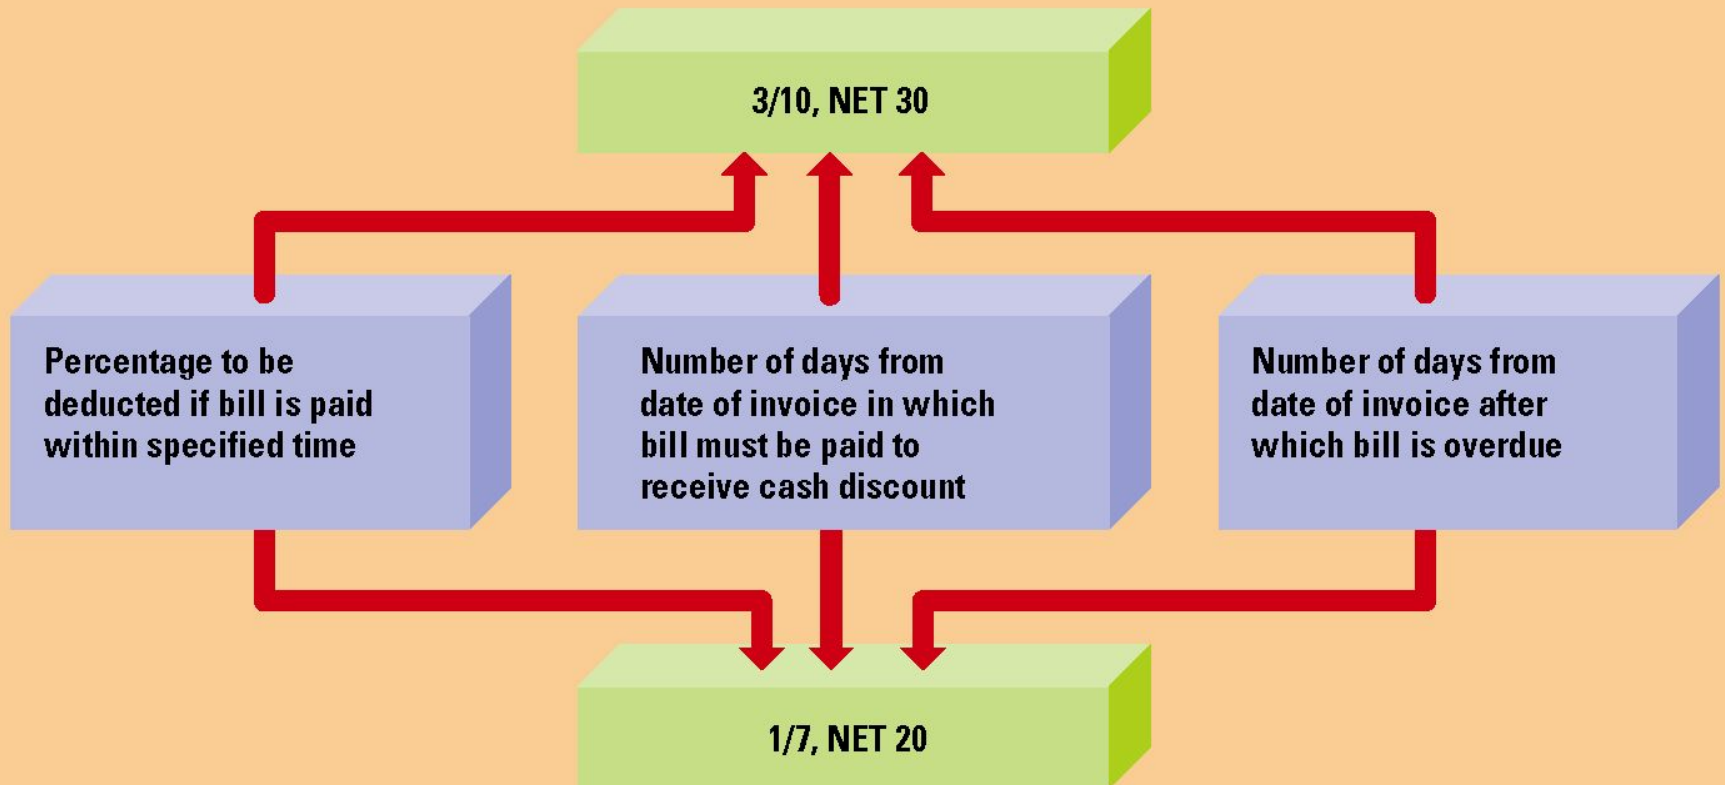 3/10, NET 30
Percentage to be
deducted if bill is paid
within specified time
Number of days from
date of invoice in which
bill must be paid to
receive cash discount
Number of days from
date of invoice after
which bill is overdue
1/7, NET 20